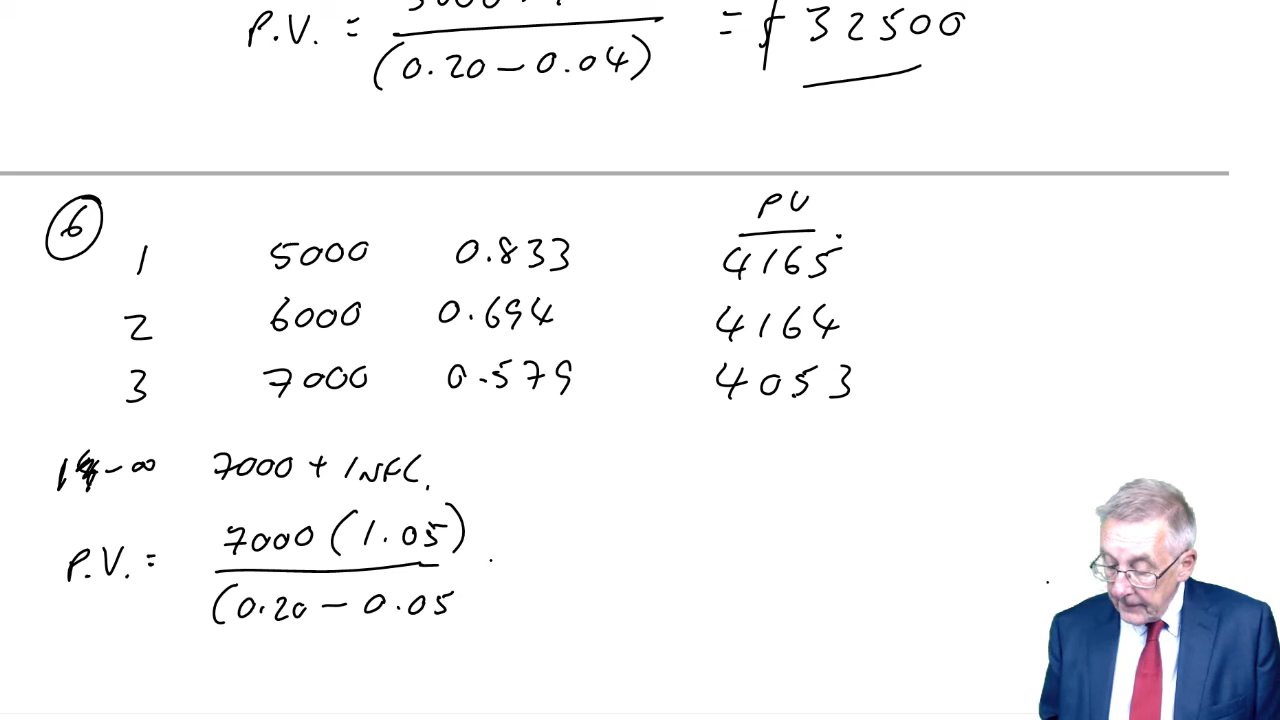 P.V. =
(0.20 - 0.04) = £ 32500
6
PV
1 5000 0.833 4165
2 6000 0.694 4164
3 7000 0.579 4053
- ∞ 7000 + INFL.
P.V. = 7000 (1.05)
(0.20 - 0.05